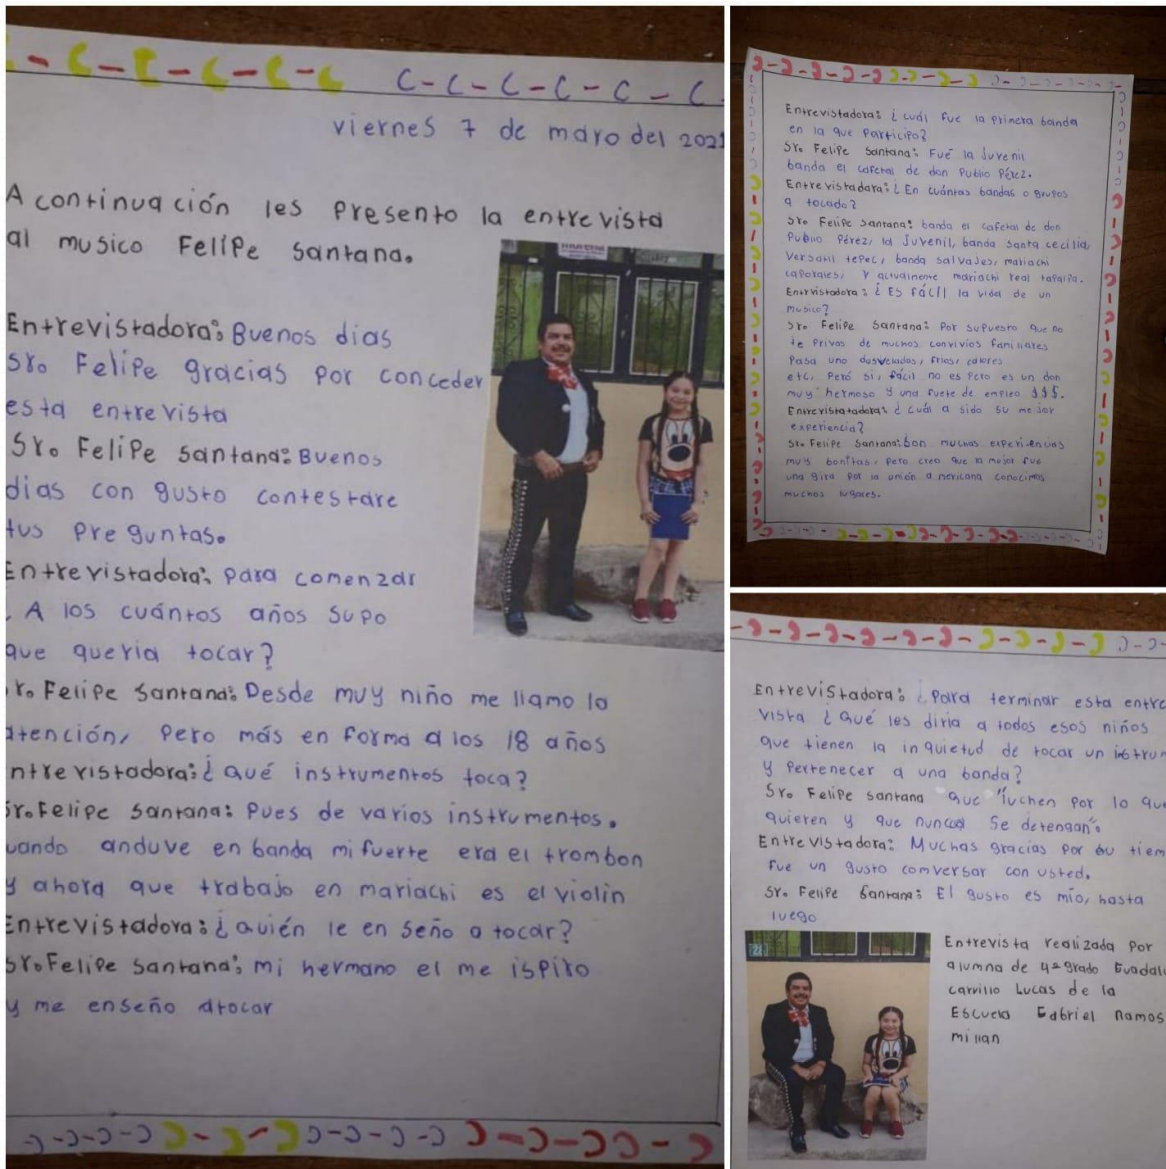 viernes 7 de mayo del 2021
A continuación les presento la entrevista
al musico Felipe Santana.
morena
Entrevistadora: Buenos dias
Sr. Felipe gracias por conceder
esta entrevista
Sr. Felipe Santana: Buenos
dias con gusto contestare
tus preguntas.
Entrevistadora: para comenzar
. A los cuántos años supo
que queria tocar?
r. Felipe Santana: Desde muy niño me llamo la
atención, pero más en forma a los 18 años
ntrevistadora: ¿Qué instrumentos toca?
Sr. Felipe Santana: Pues de varios instrumentos.
uando anduve en banda mi fuerte era el trombon
y ahora que trabajo en mariachi es el violin
Entrevistadora: ¿Quién le enseño a tocar?
Sr. Felipe Santana: mi hermano el me ispiro
y me enseño atocar
Entrevistadora: ¿cuál fue la primera banda
en la que participo?
Sr. Felipe Santana: Fué la Juvenil
banda el cafetal de don Publio Pérez.
Entrevistadara: ¿En cuántas bandas o grupos
a tocado?
Sr. Felipe Santana: banda el cafetal de don
Publio Pérez, la Juvenil, banda santa cecilia,
versatil tepec, banda salvajes, mariachi
caporales, y actualmente mariachi real tapalpa.
Entrvistadora: ¿Es fácil la vida de un
musico?
Sr. Felipe Santana: Por supuesto que no
te privas de muchos convivios familiares
Pasa uno desvelados, frios, calores
etc. Peró si, fácil no es pero es un don
muy hermoso y una fuete de empleo $$$.
Entrevistatadora: ¿cuál a sido su mejor
experiencia?
Sr. Felipe Santana: Son muchas experiencias
muy bonitas, pero creo que la mejor fue
una gira por la unión americana conocimos
muchos lugares.
Entrevistadora: ¿Para terminar esta entre
vista ¿Qué les diria a todos esos niños
que tienen la inquietud de tocar un istrum
y pertenecer a una banda?
Sr. Felipe Santana "Que "luchen por lo que
quieren y que nunca se detengan".
Entrevistadora: Muchas gracias por su tiem
fue un gusto comversar con usted.
Sr. Felipe Santana: El gusto es mio, hasta
luego
28
Entrevista realizada por
alumna de 4º grado Guadalu
carrillo Lucas de la
Escuela Gabriel Ramos
millan